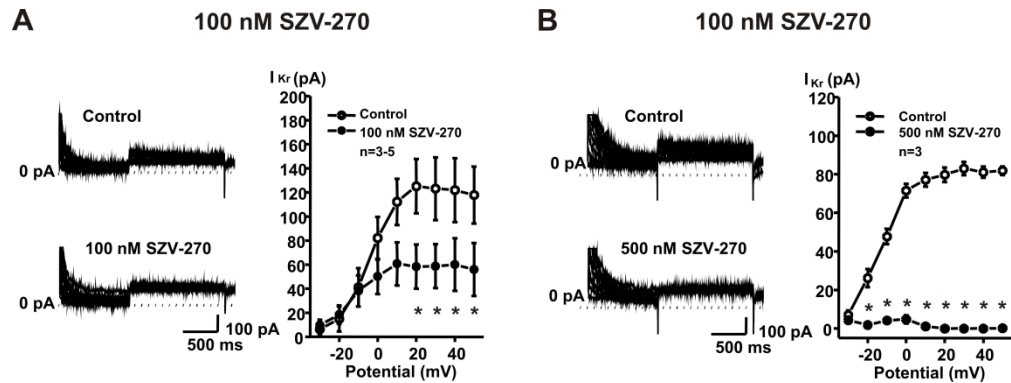 A
100 nM SZV-270
Control
0 pA
100 nM SZV-270
0 pA
100 pA
500 ms
I Kr (pA)
200
180
160
140
120
100
80
60
40
20
0
Control
100 nM SZV-270
n=3-5
* * * *
-20 0 20 40
Potential (mV)
B
100 nM SZV-270
Control
0 pA
500 nM SZV-270
0 pA
100 pA
500 ms
I Kr (pA)
120
100
80
60
40
20
0
Control
500 nM SZV-270
n=3
* * * * * * * *
-20 0 20 40
Potential (mV)